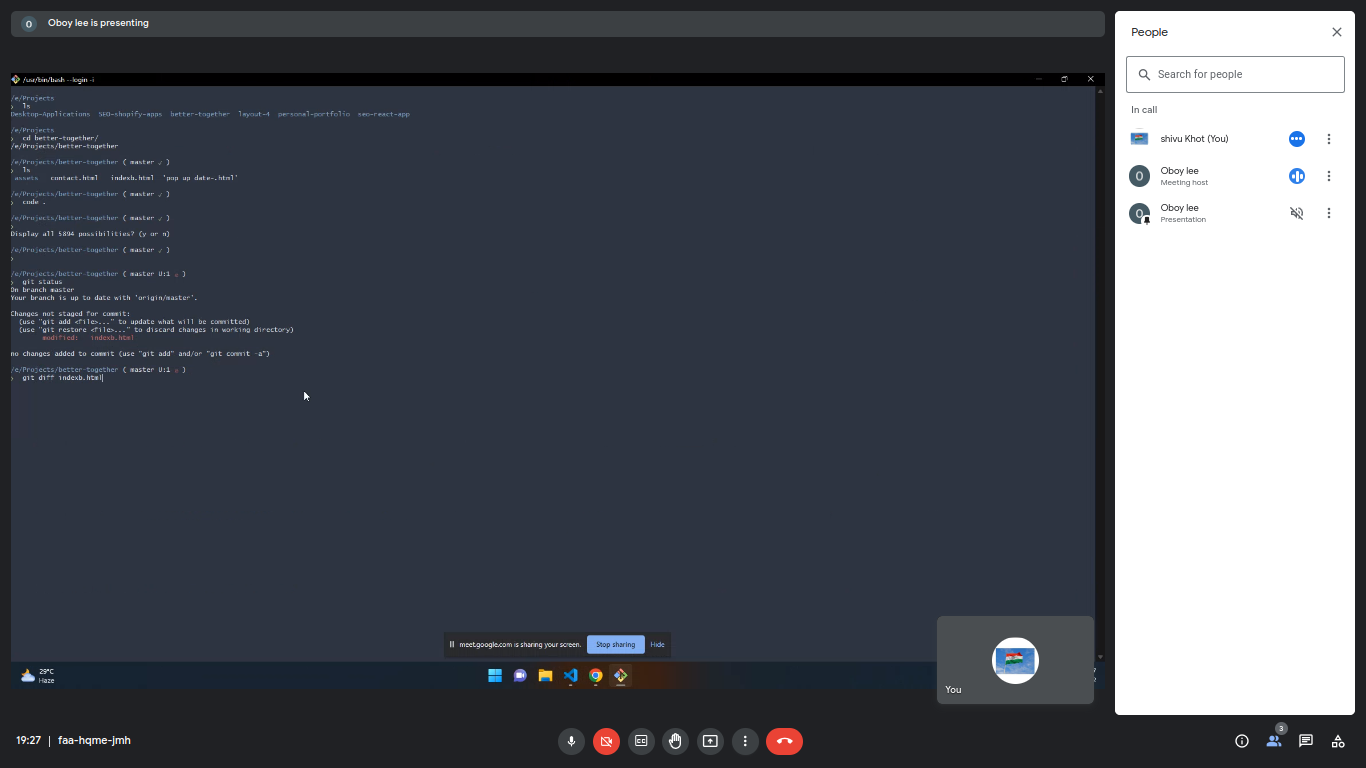 Oboy lee is presenting
/usr/bin/bash --login -i
/e/Projects
ls
Desktop-Applications SEO-shopify-apps better-together layout-4 personal-portfolio seo-react-app
/e/Projects
cd better-together/
/e/Projects/better-together
/e/Projects/better-together ( master ✓ )
ls
assets contact.html indexb.html 'pop up date-.html'
/e/Projects/better-together ( master ✓ )
code .
/e/Projects/better-together ( master ✓ )
Display all 5894 possibilities? (y or n)
/e/Projects/better-together ( master ✓ )
/e/Projects/better-together ( master U:1 ✗ )
git status
On branch master
Your branch is up to date with 'origin/master'.
Changes not staged for commit:
(use "git add <file>..." to update what will be committed)
(use "git restore <file>..." to discard changes in working directory)
modified: indexb.html
no changes added to commit (use "git add" and/or "git commit -a")
/e/Projects/better-together ( master U:1 ✗ )
git diff indexb.html
meet.google.com is sharing your screen.
Stop sharing
Hide
29°C
Haze
You
19:27 | faa-hqme-jmh
People
Search for people
In call
shivu Khot (You)
O
Oboy lee
Meeting host
O
Oboy lee
Presentation
3